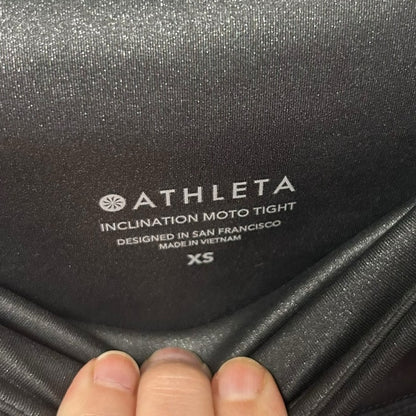 ATHLETA
INCLINATION MOTO TIGHT
DESIGNED IN SAN FRANCISCO
MADE IN VIETNAM
XS